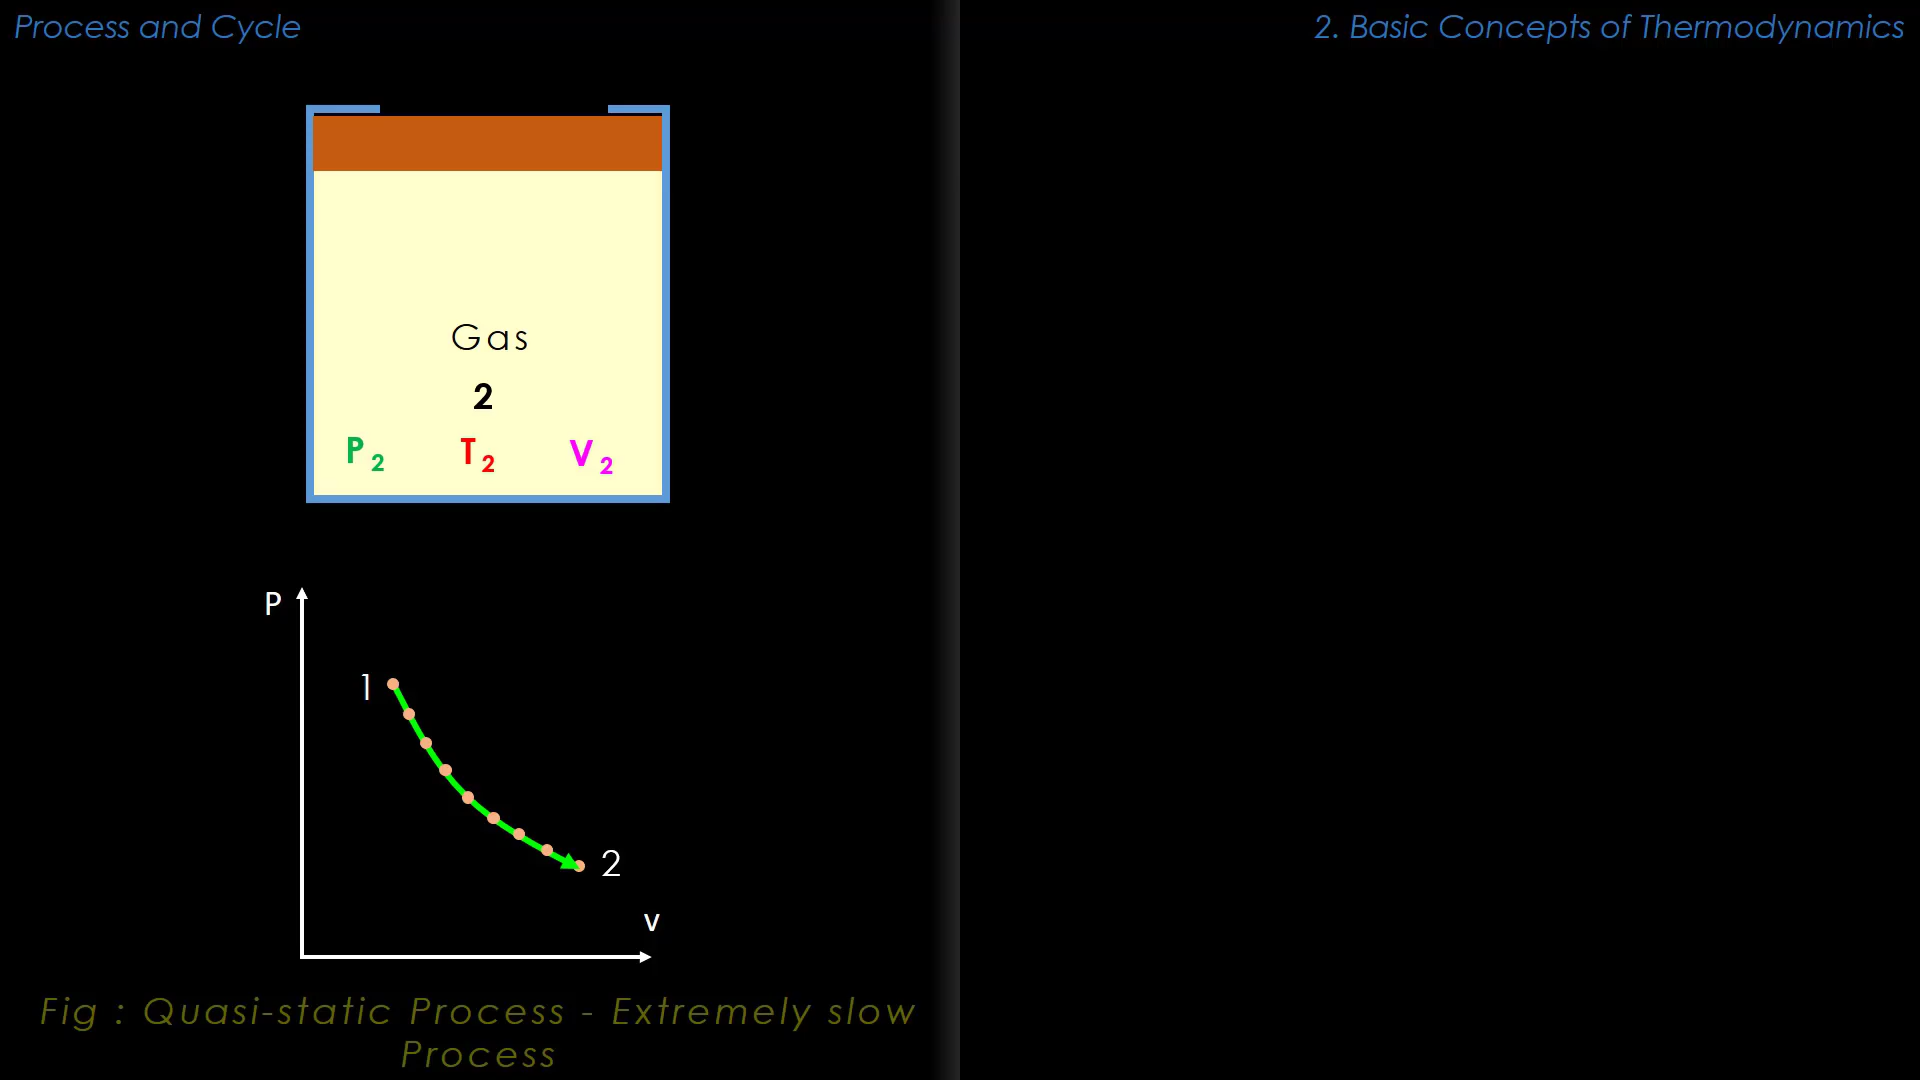 Process and Cycle
2. Basic Concepts of Thermodynamics
Gas
2
P2 T2 V2
P
1
2
v
Fig : Quasi-static Process - Extremely slow
Process